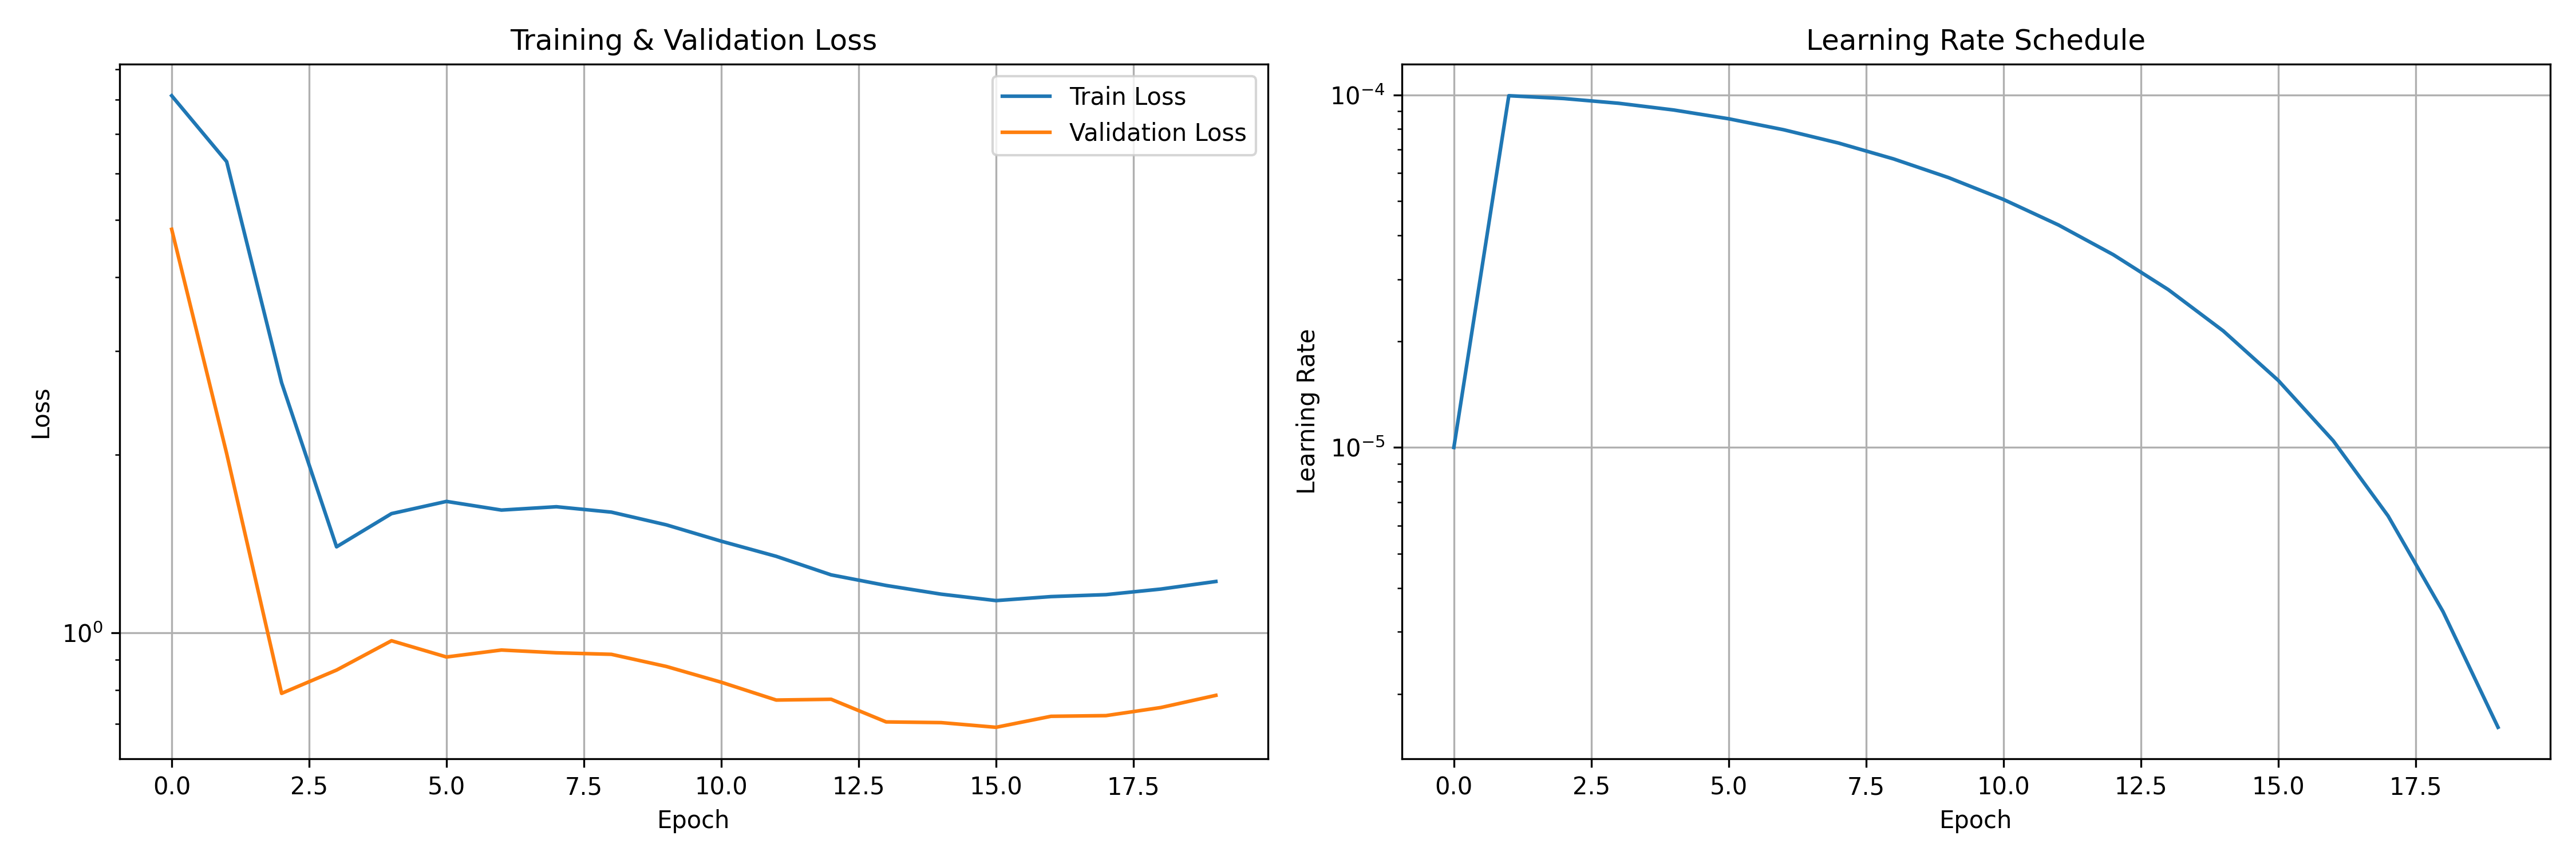 Training & Validation Loss
Train Loss
Validation Loss
Loss
10⁰
0.0 2.5 5.0 7.5 10.0 12.5 15.0 17.5
Epoch
Learning Rate Schedule
Learning Rate
10⁻⁴
10⁻⁵
0.0 2.5 5.0 7.5 10.0 12.5 15.0 17.5
Epoch